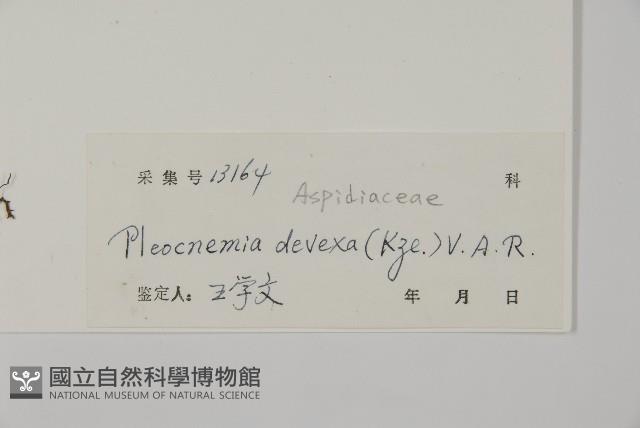 采集号 13164 科
Aspidiaceae
Pleocnemia devexa (Kze.) V. A. R.
鉴定人: 王学文 年 月 日
國立自然科學博物館
NATIONAL MUSEUM OF NATURAL SCIENCE